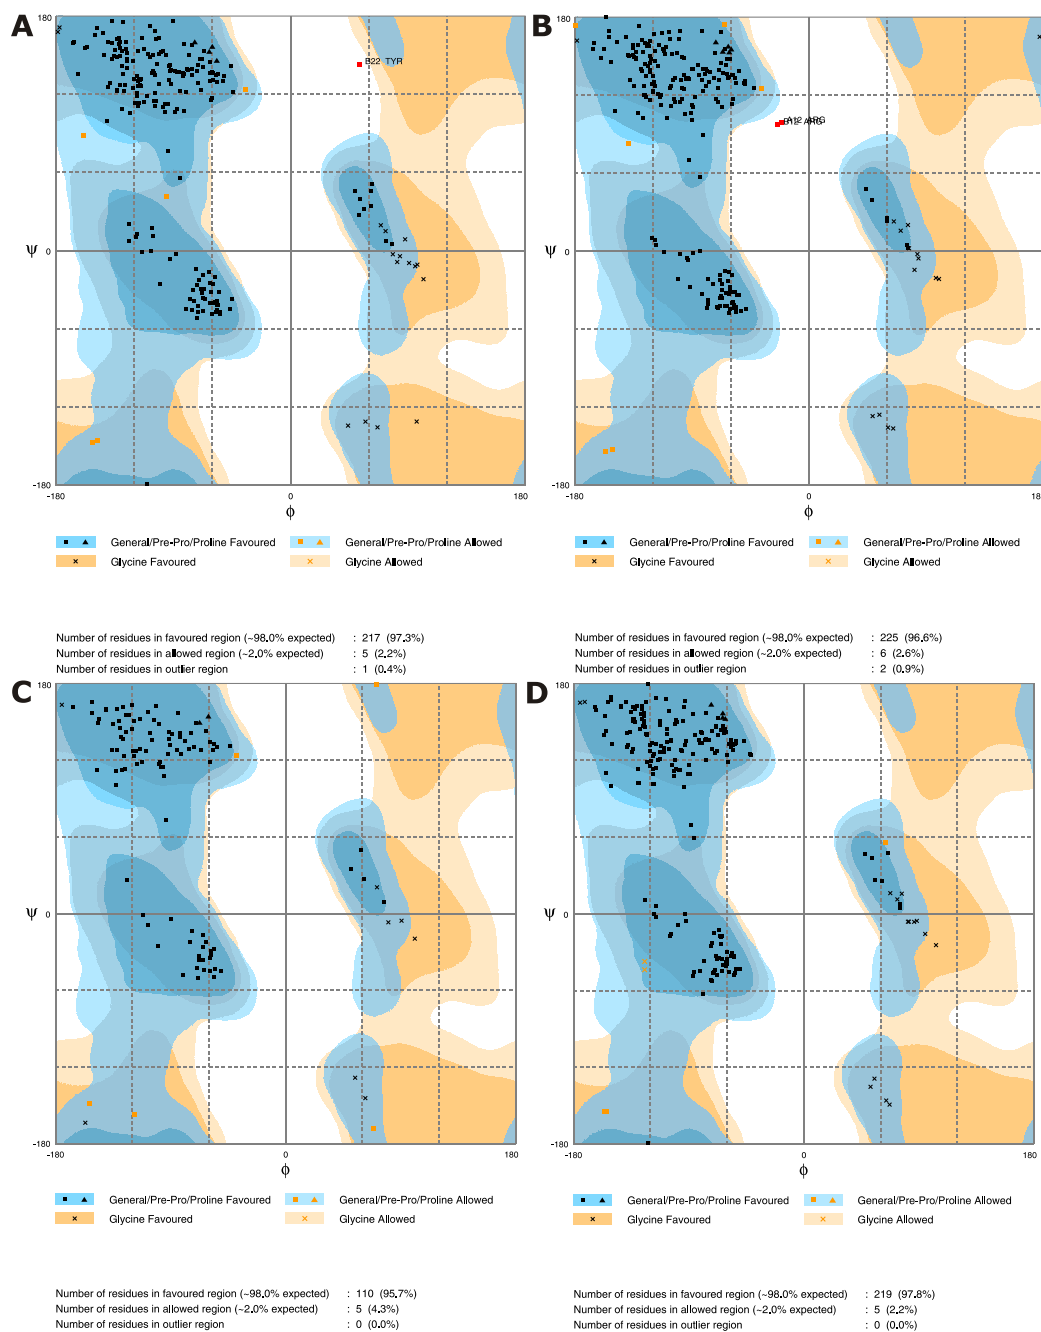 A
B
180
180
B22 TYR
A12 ARG
B12 ARG
ψ
0
ψ
0
-180
-180
-180
0
180
-180
0
180
ϕ
ϕ
General/Pre-Pro/Proline Favoured
General/Pre-Pro/Proline Allowed
Glycine Favoured
Glycine Allowed
General/Pre-Pro/Proline Favoured
General/Pre-Pro/Proline Allowed
Glycine Favoured
Glycine Allowed
Number of residues in favoured region (~98.0% expected) : 217 (97.3%)
Number of residues in allowed region (~2.0% expected) : 5 (2.2%)
Number of residues in outlier region : 1 (0.4%)
Number of residues in favoured region (~98.0% expected) : 225 (96.6%)
Number of residues in allowed region (~2.0% expected) : 6 (2.6%)
Number of residues in outlier region : 2 (0.9%)
C
D
180
180
ψ
0
ψ
0
-180
-180
-180
0
180
-180
0
180
ϕ
ϕ
General/Pre-Pro/Proline Favoured
General/Pre-Pro/Proline Allowed
Glycine Favoured
Glycine Allowed
General/Pre-Pro/Proline Favoured
General/Pre-Pro/Proline Allowed
Glycine Favoured
Glycine Allowed
Number of residues in favoured region (~98.0% expected) : 110 (95.7%)
Number of residues in allowed region (~2.0% expected) : 5 (4.3%)
Number of residues in outlier region : 0 (0.0%)
Number of residues in favoured region (~98.0% expected) : 219 (97.8%)
Number of residues in allowed region (~2.0% expected) : 5 (2.2%)
Number of residues in outlier region : 0 (0.0%)